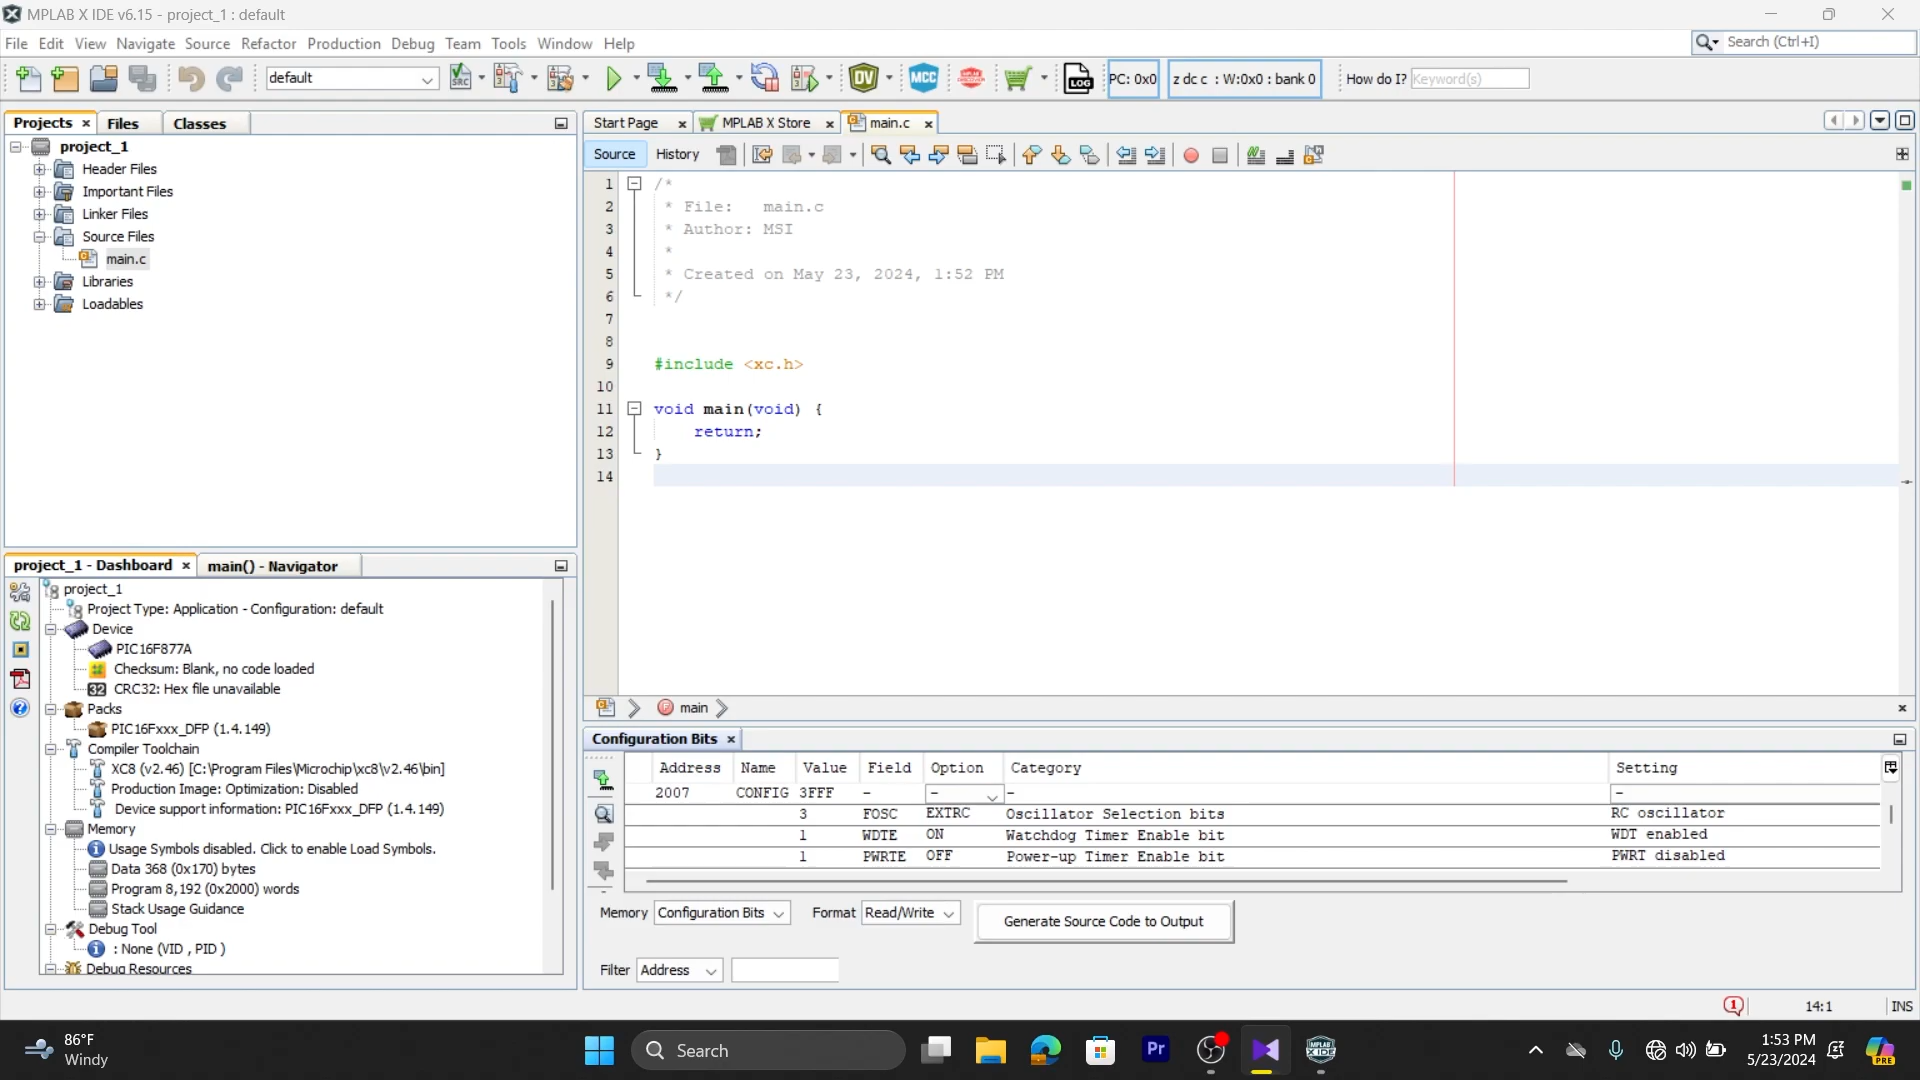 MPLAB X IDE v6.15 - project_1 : default
File Edit View Navigate Source Refactor Production Debug Team Tools Window Help
Search (Ctrl+I)
default
DV
MCC
LOG
PC: 0x0
z dc c : W:0x0 : bank 0
How do I? Keyword(s)
Projects
Files
Classes
project_1
Header Files
Important Files
Linker Files
Source Files
main.c
Libraries
Loadables
Start Page
MPLAB X Store
main.c
Source History
1 /*
2 * File: main.c
3 * Author: MSI
4 *
5 * Created on May 23, 2024, 1:52 PM
6 */
7
8
9 #include <xc.h>
10
11 void main(void) {
12 return;
13 }
14
main
project_1 - Dashboard
main() - Navigator
project_1
Project Type: Application - Configuration: default
Device
PIC16F877A
Checksum: Blank, no code loaded
32 CRC32: Hex file unavailable
Packs
PIC16Fxxx_DFP (1.4.149)
Compiler Toolchain
XC8 (v2.46) [C:\Program Files\Microchip\xc8\v2.46\bin]
Production Image: Optimization: Disabled
Device support information: PIC16Fxxx_DFP (1.4.149)
Memory
Usage Symbols disabled. Click to enable Load Symbols.
Data 368 (0x170) bytes
Program 8,192 (0x2000) words
Stack Usage Guidance
Debug Tool
: None (VID , PID )
Debug Resources
Configuration Bits
Address Name Value Field Option Category Setting
2007 CONFIG 3FFF - - - -
3 FOSC EXTRC Oscillator Selection bits RC oscillator
1 WDTE ON Watchdog Timer Enable bit WDT enabled
1 PWRTE OFF Power-up Timer Enable bit PWRT disabled
Memory Configuration Bits Format Read/Write Generate Source Code to Output
Filter Address
1
14:1
INS
86°F
Windy
Search
Pr
MPLAB
X IDE
1:53 PM
5/23/2024
PRE